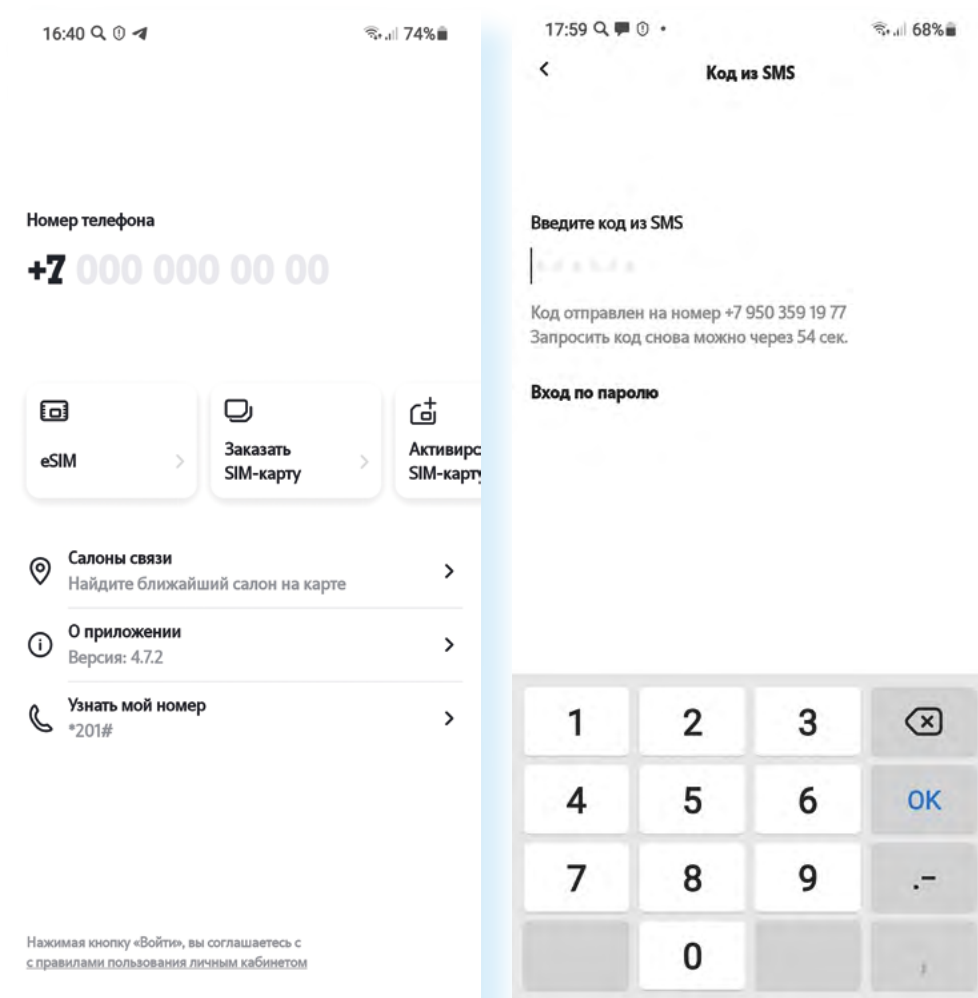 16:40
74%
Номер телефона
+7 000 000 00 00
eSIM
Заказать
SIM-карту
SIM-карту
Салоны связи
Найдите ближайший салон на карте
О приложении
Версия: 4.7.2
Узнать мой номер
*201#
Нажимая кнопку «Войти», вы соглашаетесь с
с правилами пользования личным кабинетом
17:59
68%
Код из SMS
Введите код из SMS
Код отправлен на номер +7 950 359 19 77
Запросить код снова можно через 54 сек.
Вход по паролю
1 2 3
4 5 6 OK
7 8 9 .-
0 ,